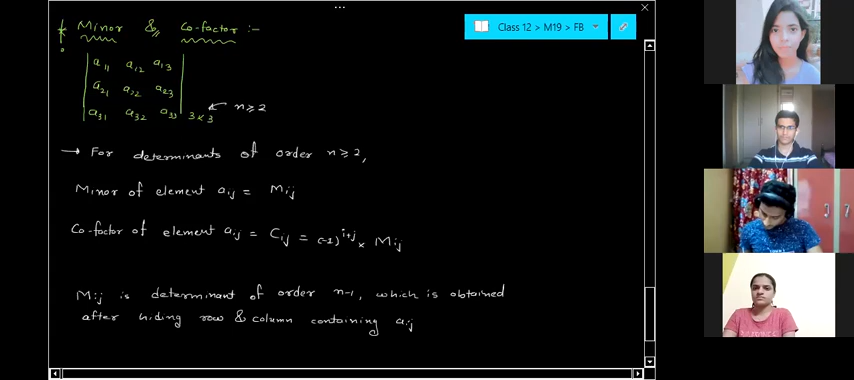 * Minor & Co-factor :-
Class 12 > M19 > FB
a11 a12 a13
a21 a22 a23
a31 a32 a33 3×3 ← n≥2
→ For determinants of order n≥2,
Minor of element aij = Mij
Co-factor of element aij = Cij = (-1)^i+j × Mij
Mij is determinant of order n-1, which is obtained
after hiding row & column containing aij